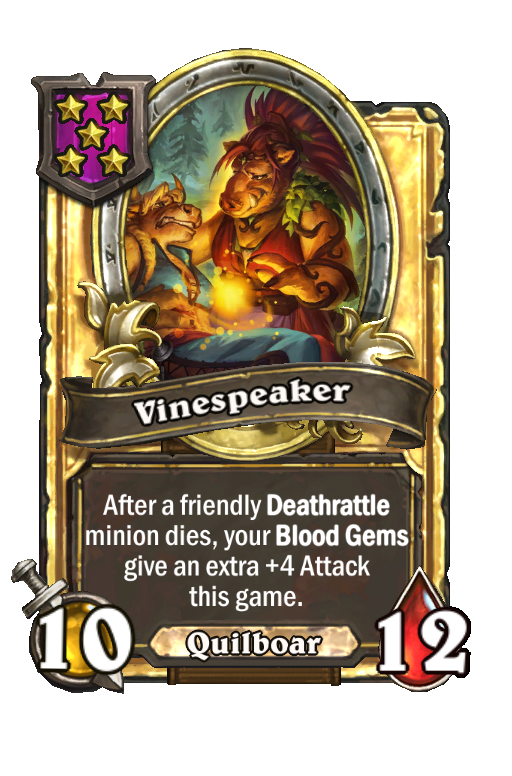 Vinespeaker
After a friendly Deathrattle
minion dies, your Blood Gems
give an extra +4 Attack
this game.
10
Quilboar
12